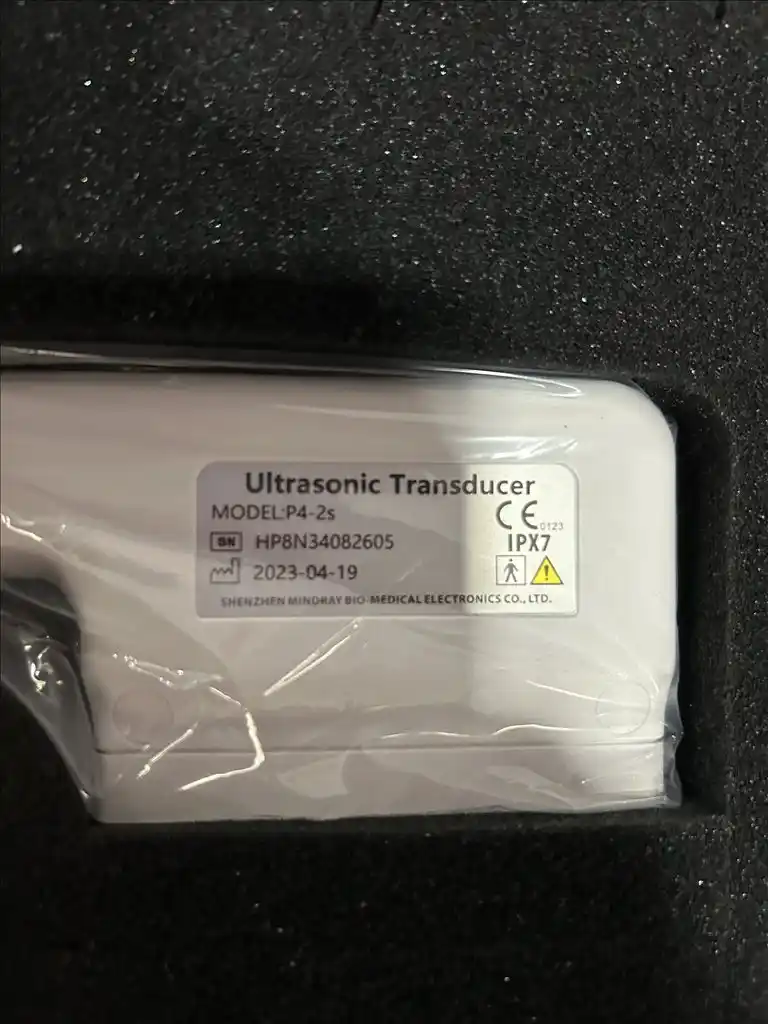 Ultrasonic Transducer
MODEL:P4-2s
CE 0123
SN HP8N34082605
IPX7
2023-04-19
SHENZHEN MINDRAY BIO-MEDICAL ELECTRONICS CO., LTD.